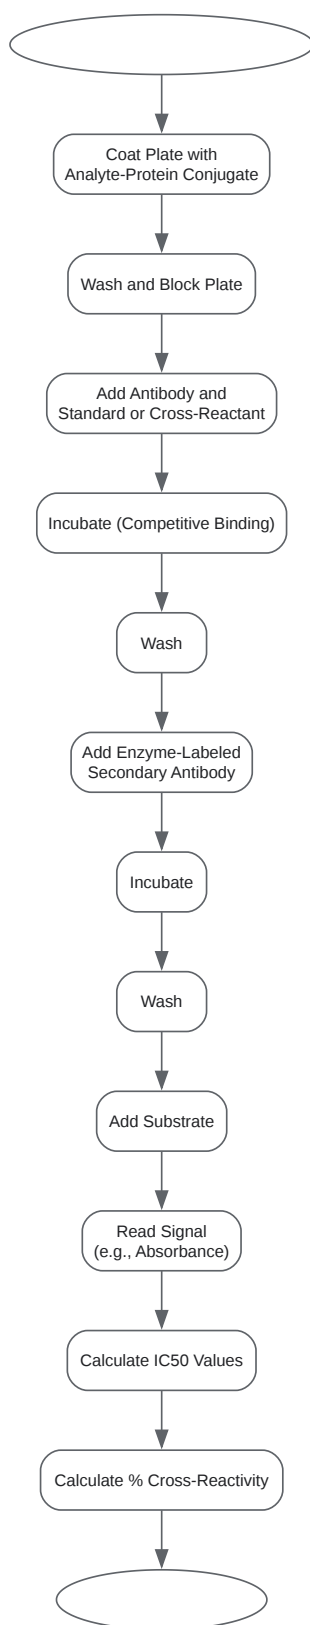 Coat Plate with
Analyte-Protein Conjugate
Wash and Block Plate
Add Antibody and
Standard or Cross-Reactant
Incubate (Competitive Binding)
Wash
Add Enzyme-Labeled
Secondary Antibody
Incubate
Wash
Add Substrate
Read Signal
(e.g., Absorbance)
Calculate IC50 Values
Calculate % Cross-Reactivity